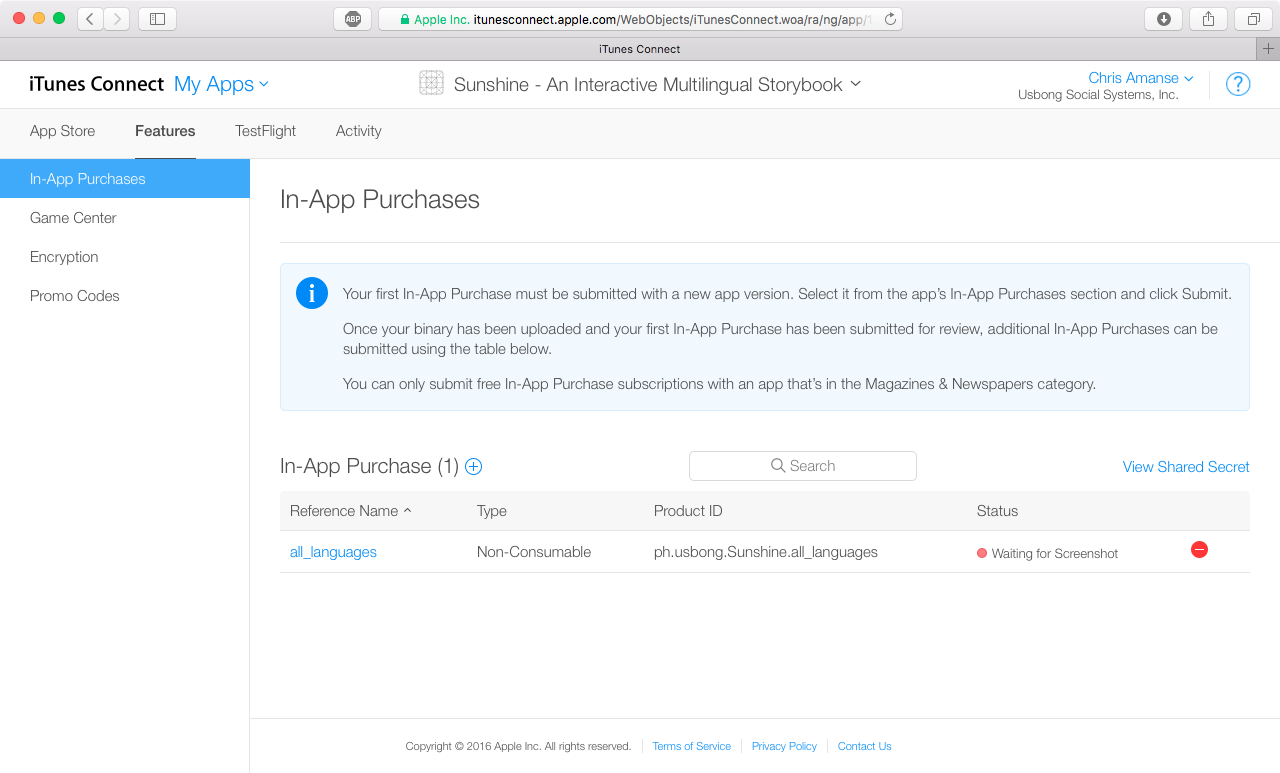 ABP
Apple Inc. itunesconnect.apple.com/WebObjects/iTunesConnect.woa/ra/ng/app/
iTunes Connect
iTunes Connect My Apps
Sunshine - An Interactive Multilingual Storybook
Chris Amanse
Usbong Social Systems, Inc.
?
App Store Features TestFlight Activity
In-App Purchases
Game Center
Encryption
Promo Codes
In-App Purchases
i
Your first In-App Purchase must be submitted with a new app version. Select it from the app’s In-App Purchases section and click Submit.
Once your binary has been uploaded and your first In-App Purchase has been submitted for review, additional In-App Purchases can be
submitted using the table below.
You can only submit free In-App Purchase subscriptions with an app that’s in the Magazines & Newspapers category.
In-App Purchase (1) Search View Shared Secret
Reference Name Type Product ID Status
all_languages Non-Consumable ph.usbong.Sunshine.all_languages Waiting for Screenshot
Copyright © 2016 Apple Inc. All rights reserved. Terms of Service Privacy Policy Contact Us